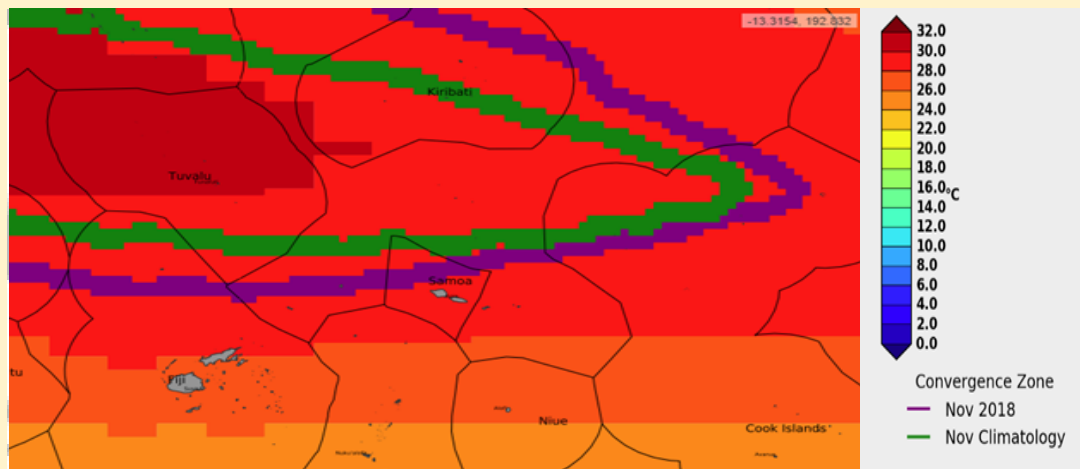 -13.3154, 192.832
Kiribati
Tuvalu
Samoa
tu
Fiji
Niue
Cook Islands
32.0
30.0
28.0
26.0
24.0
22.0
20.0
18.0
16.0
°C
14.0
12.0
10.0
8.0
6.0
4.0
2.0
0.0
Convergence Zone
Nov 2018
Nov Climatology